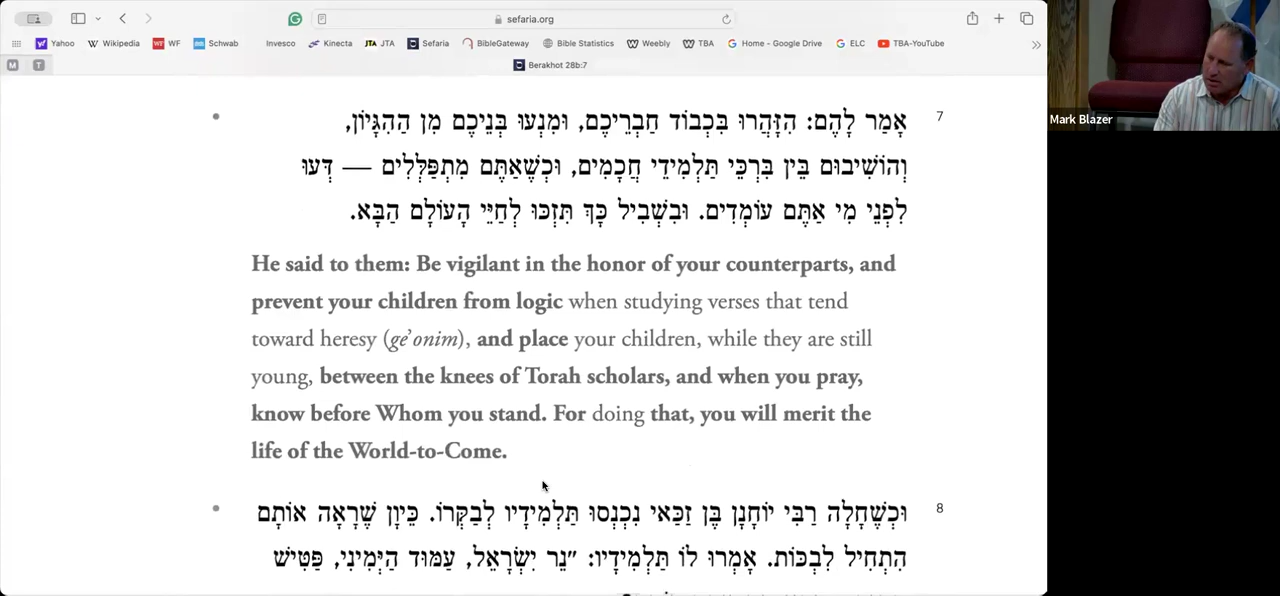 sefaria.org
Yahoo
Wikipedia
WF WF
Schwab
Invesco
Kinecta
JTA JTA
Sefaria
BibleGateway
Bible Statistics
Weebly
TBA
Home - Google Drive
ELC
TBA-YouTube
M
T
Berakhot 28b:7
אָמַר לָהֶם: הִזָּהֲרוּ בִּכְבוֹד חַבְרֵיכֶם, וּמִנְעוּ בְּנֵיכֶם מִן הַהִגָּיוֹן,
7
וְהוֹשִׁיבוּם בֵּין בִּרְכֵּי תַּלְמִידֵי חֲכָמִים, וּכְשֶׁאַתֶּם מִתְפַּלְּלִים — דְּעוּ
לִפְנֵי מִי אַתֶּם עוֹמְדִים. וּבִשְׁבִיל כָּךְ תִּזְכּוּ לְחַיֵּי הָעוֹלָם הַבָּא.
He said to them: Be vigilant in the honor of your counterparts, and
prevent your children from logic when studying verses that tend
toward heresy (ge’onim), and place your children, while they are still
young, between the knees of Torah scholars, and when you pray,
know before Whom you stand. For doing that, you will merit the
life of the World-to-Come.
וּכְשֶׁחָלָה רַבִּי יוֹחָנָן בֶּן זַכַּאי נִכְנְסוּ תַּלְמִידָיו לְבַקְּרוֹ. כֵּיוָן שֶׁרָאָה אוֹתָם
8
הִתְחִיל לִבְכּוֹת. אָמְרוּ לוֹ תַּלְמִידָיו: ״נֵר יִשְׂרָאֵל, עַמּוּד הַיְּמִינִי, פַּטִּישׁ
Mark Blazer